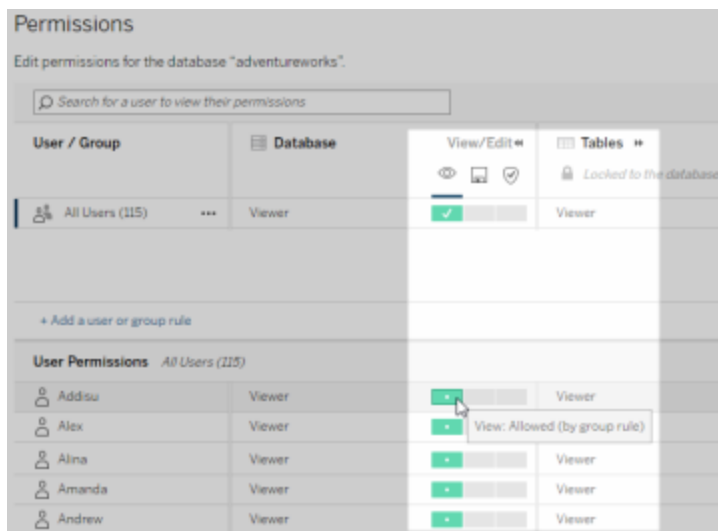 Permissions
Edit permissions for the database "adventureworks".
Search for a user to view their permissions
User / Group Database View/Edit Tables
Locked to the database
All Users (115) ... Viewer Viewer
+ Add a user or group rule
User Permissions All Users (115)
Addisu Viewer Viewer
Alex Viewer View: Allowed (by group rule)
Alina Viewer Viewer
Amanda Viewer Viewer
Andrew Viewer Viewer